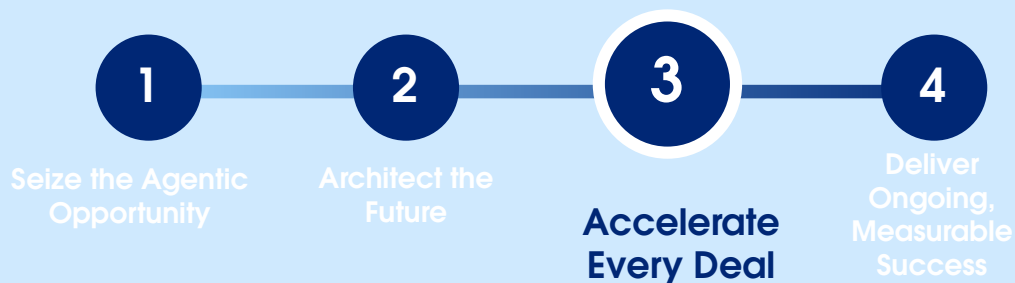 1
2
3
4
Seize the Agentic
Opportunity
Architect the
Future
Accelerate
Every Deal
Deliver
Ongoing,
Measurable
Success